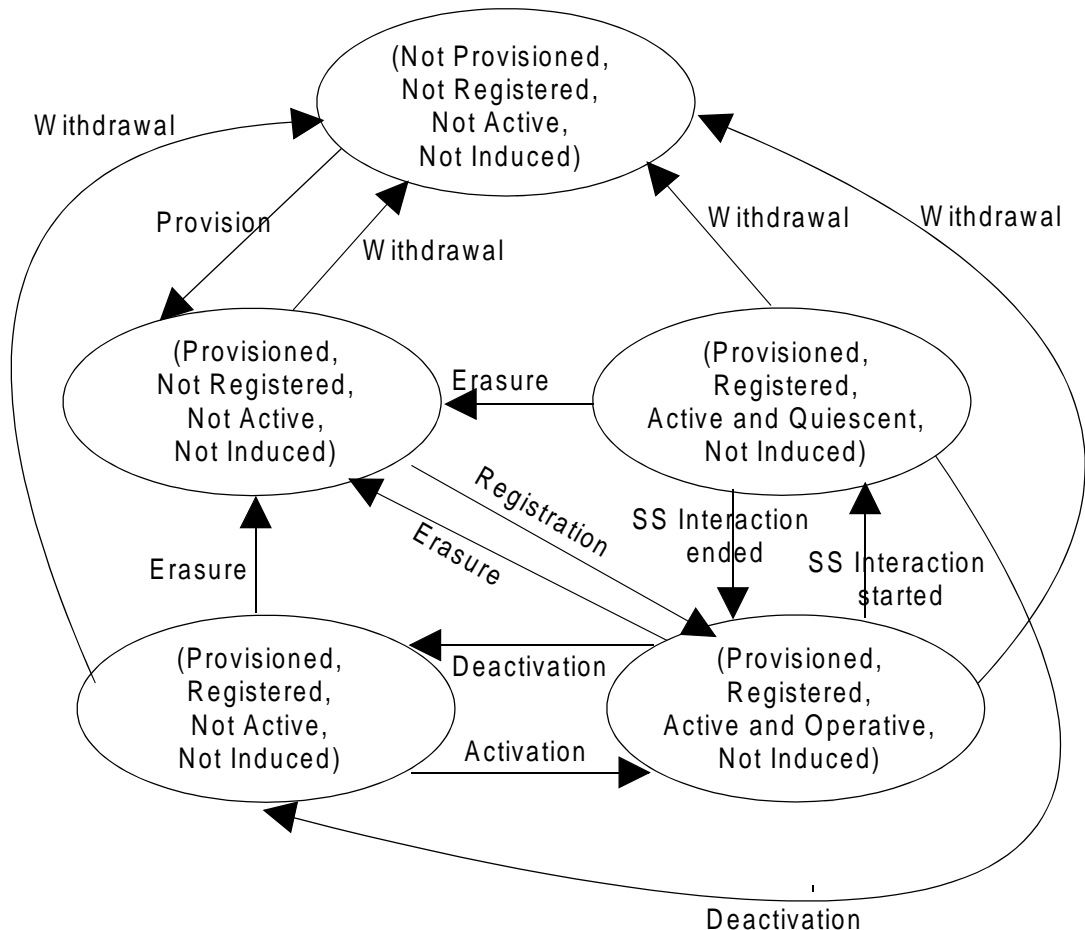 (Not Provisioned,
Not Registered,
Not Active,
Not Induced)
Withdrawal
Provision
Withdrawal
Withdrawal
Withdrawal
(Provisioned,
Not Registered,
Not Active,
Not Induced)
Erasure
(Provisioned,
Registered,
Active and Quiescent,
Not Induced)
Registration
Erasure
SS Interaction
ended
SS Interaction
started
Erasure
(Provisioned,
Registered,
Not Active,
Not Induced)
Deactivation
Activation
(Provisioned,
Registered,
Active and Operative,
Not Induced)
Deactivation